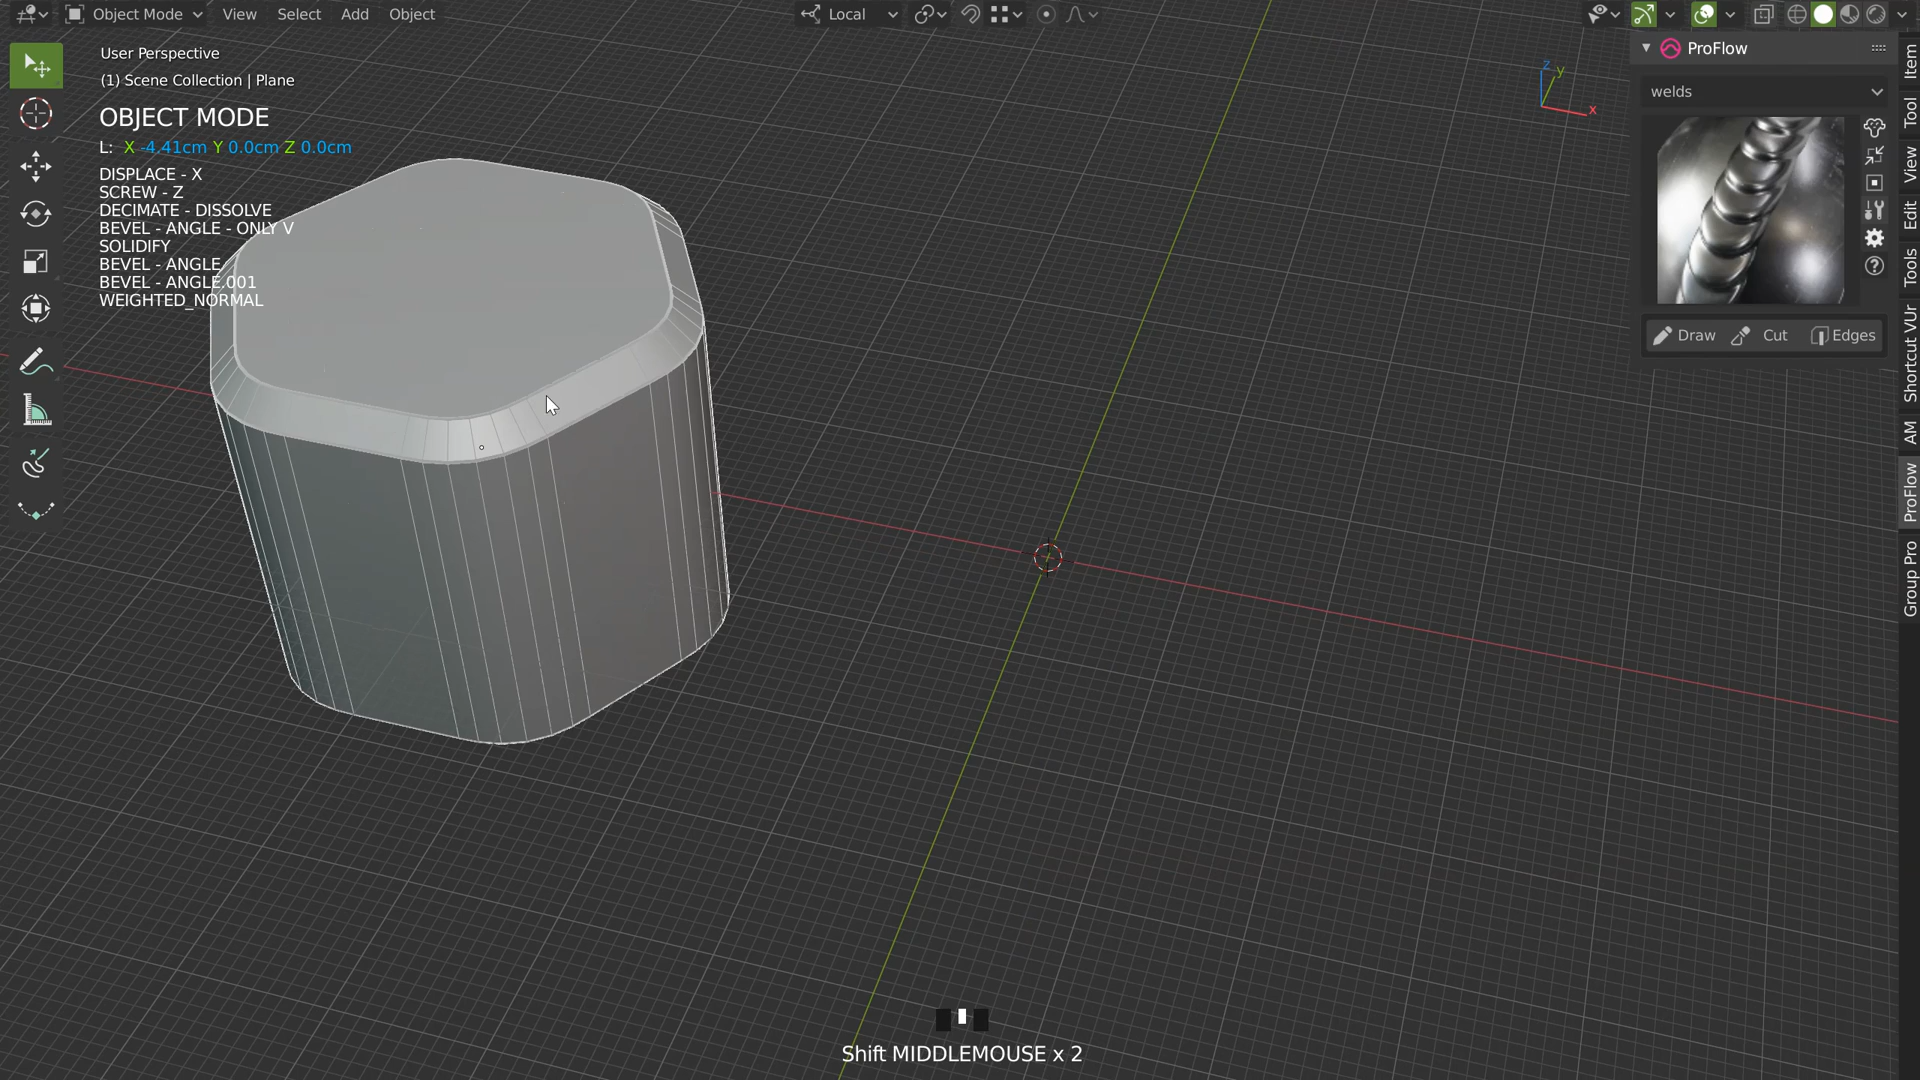 Object Mode View Select Add Object Local
User Perspective
(1) Scene Collection | Plane
OBJECT MODE
L: X -4.41cm Y 0.0cm Z 0.0cm
DISPLACE - X
SCREW - Z
DECIMATE - DISSOLVE
BEVEL - ANGLE - ONLY V
SOLIDIFY
BEVEL - ANGLE
BEVEL - ANGLE.001
WEIGHTED_NORMAL
z
y
x
ProFlow
welds
Draw Cut Edges
Item
Tool
View
Edit
Tools
Shortcut VUr
AM
ProFlow
Group Pro
Shift MIDDLEMOUSE x 2